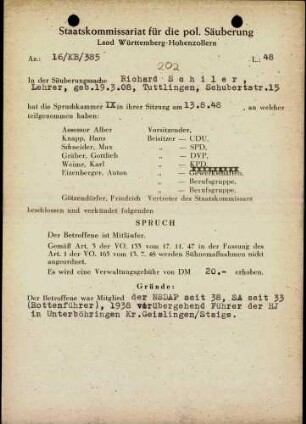 Staatskommissariat für die pol. Säuberung
Land Württemberg-Hohenzollern
Az.: 16/KB/385
L. 48
202
In der Säuberungssache Richard Schiler,
Lehrer, geb.19.3.08, Tuttlingen, Schubertstr.15
hat die Spruchkammer IX in ihrer Sitzung am 13.8.48, an welcher
teilgenommen haben:
Assessor Alber Vorsitzender,
Knapp, Hans Beisitzer — CDU,
Schneider, Max „ — SPD,
Grüber, Gottlich „ — DVP,
Weinz, Karl „ — KPD,
Eizenberger, Anton „ — Gewerkschaften,
„ — Berufsgruppe,
„ — Berufsgruppe.
Götzendörfer, Friedrich Vertreter des Staatskommissars
beschlossen und verkündet folgenden
SPRUCH
Der Betroffene ist Mitläufer.
Gemäß Art. 3 der VO. 133 vom 17. 11. 47 in der Fassung des
Art. 1 der VO. 165 vom 13. 7. 48 werden Sühnemaßnahmen nicht
angeordnet.
Es wird eine Verwaltungsgebühr von DM 20.— erhoben.
Gründe:
Der Betroffene war Mitglied der NSDAP seit 38, SA seit 33
(Rottenführer), 1938 vorübergehend Führer der HJ
in Unterböhringen Kr.Geislingen/Steige.